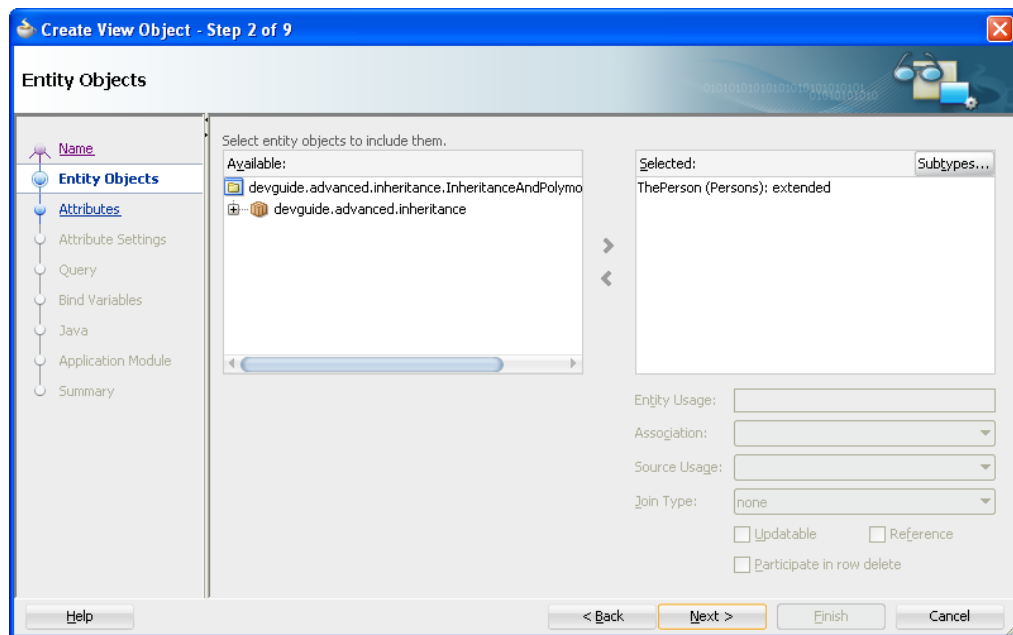 Create View Object - Step 2 of 9
Entity Objects
Name
Entity Objects
Attributes
Attribute Settings
Query
Bind Variables
Java
Application Module
Summary
Select entity objects to include them.
Available:
devguide.advanced.inheritance.InheritanceAndPolymo
devguide.advanced.inheritance
Selected:
Subtypes...
ThePerson (Persons): extended
Entity Usage:
Association:
Source Usage:
Join Type:
none
Updatable
Reference
Participate in row delete
Help
< Back
Next >
Finish
Cancel